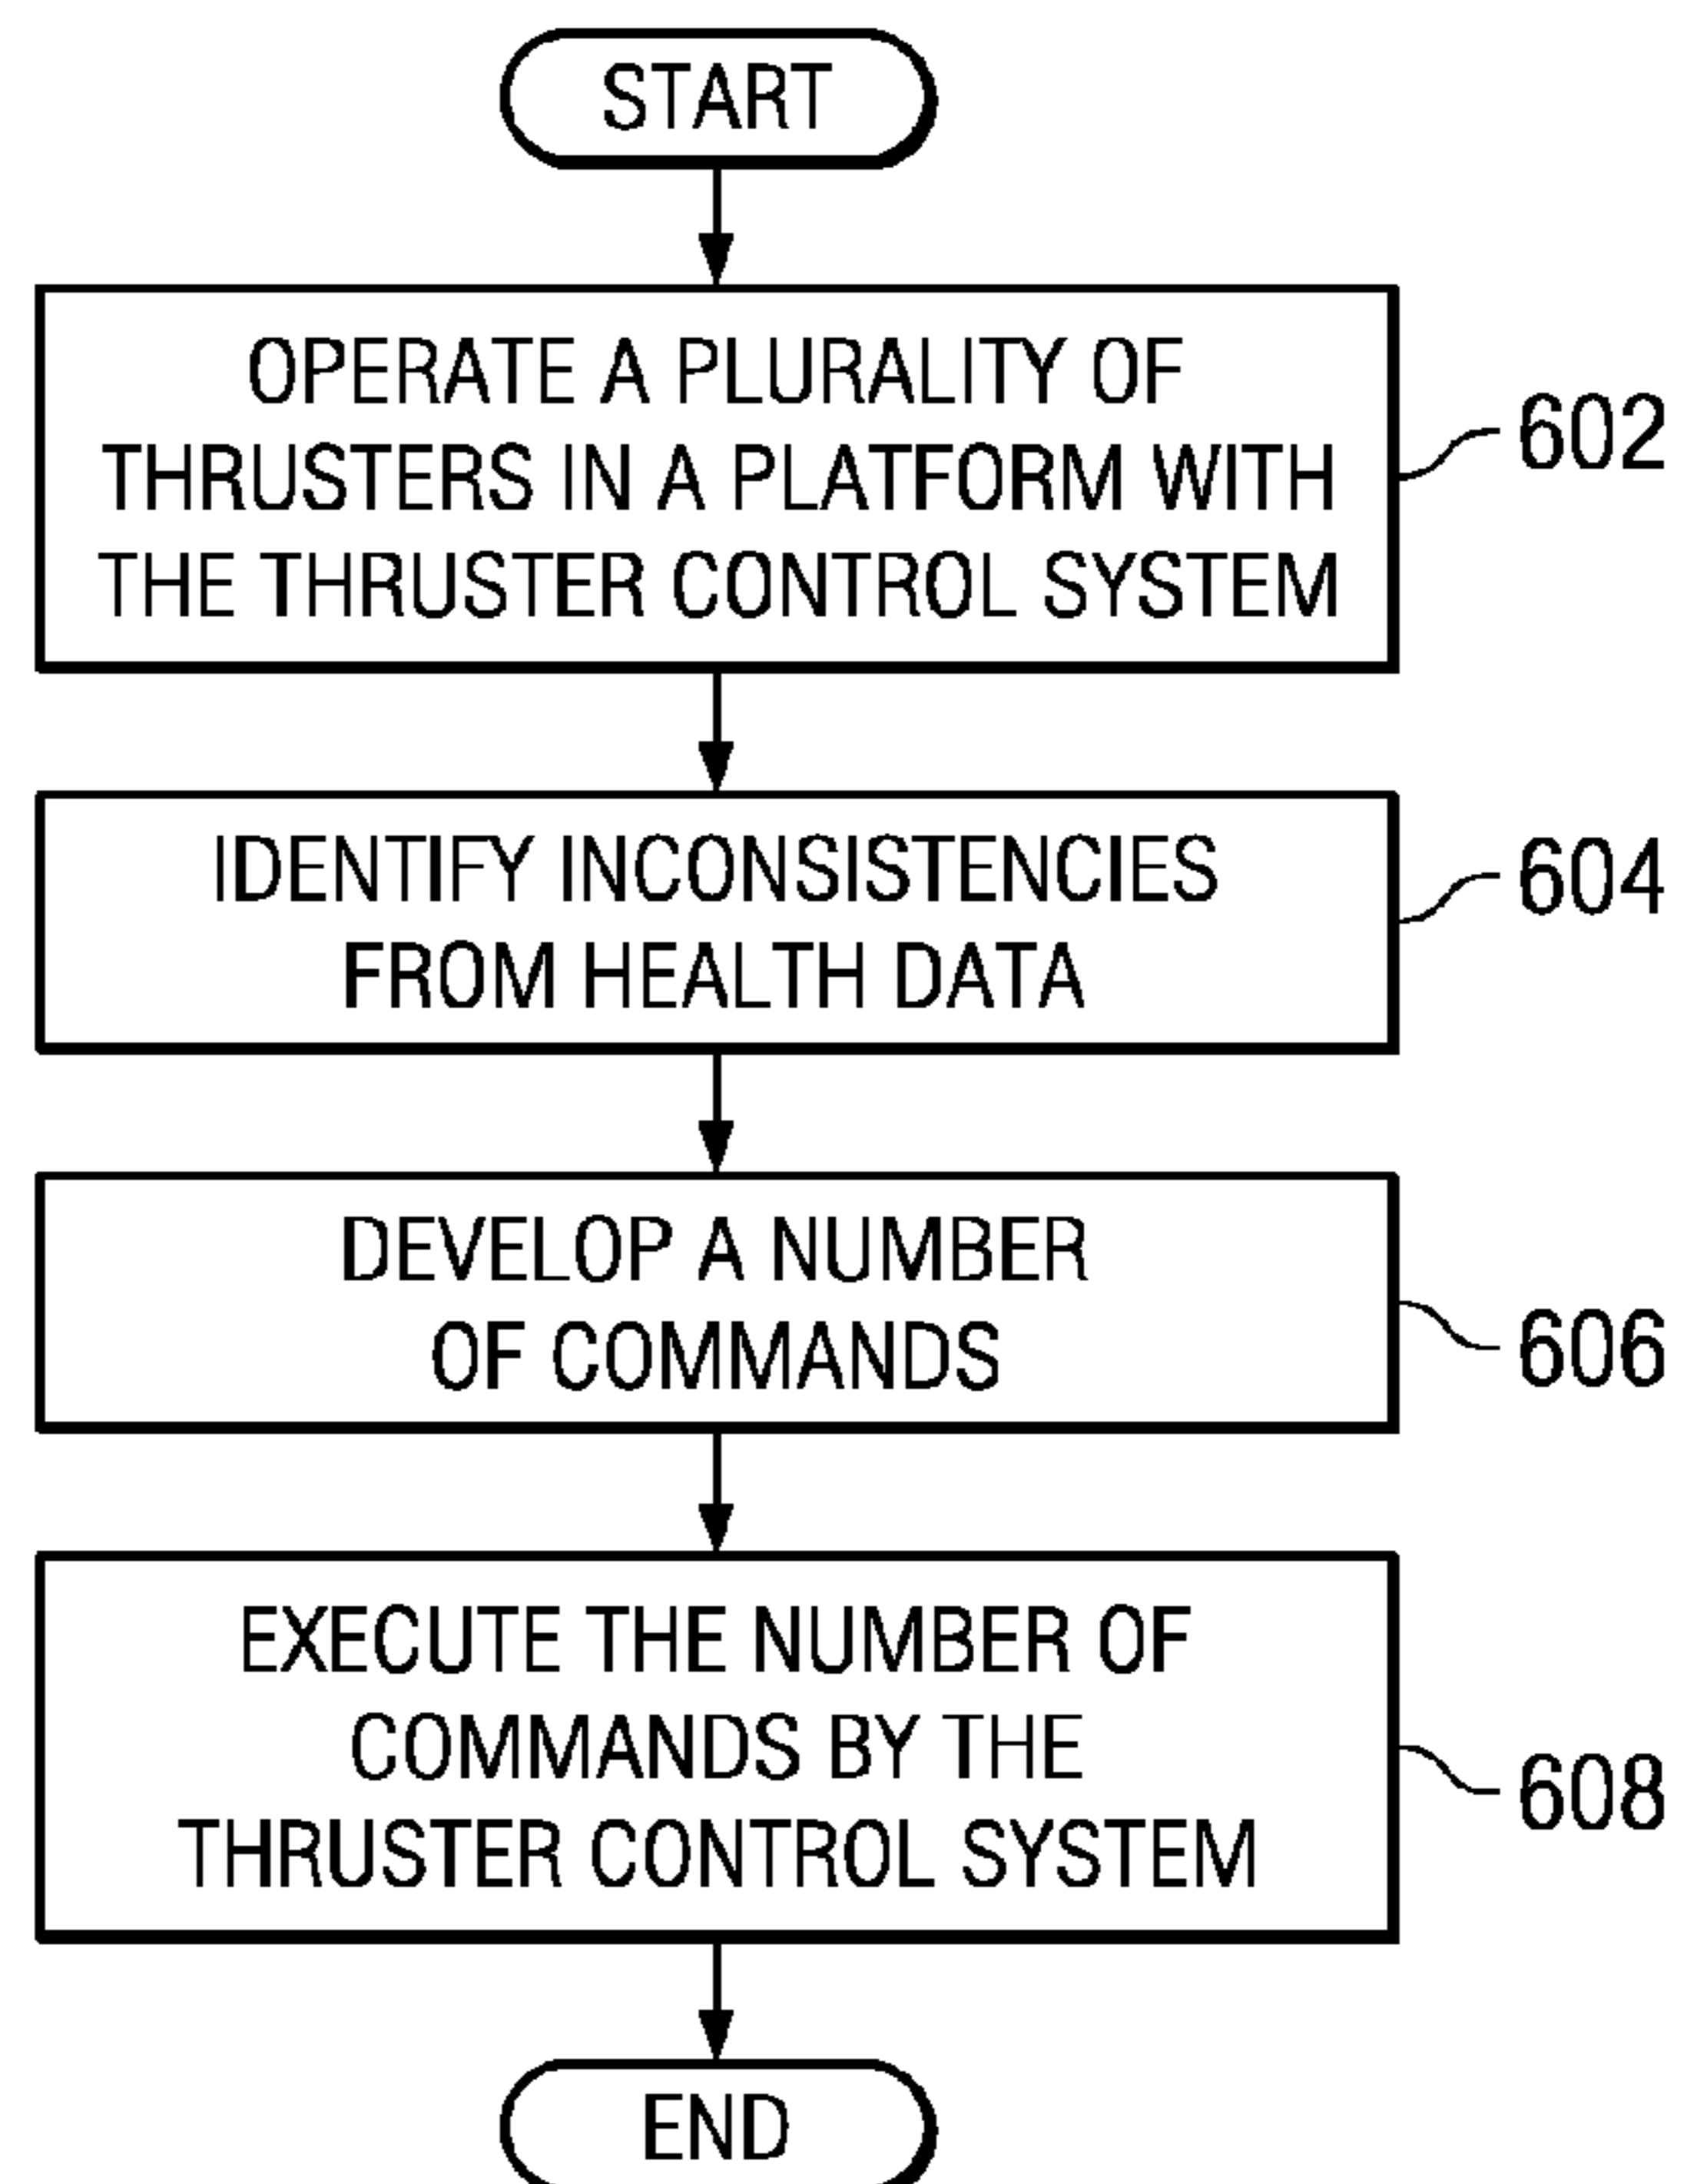 START
OPERATE A PLURALITY OF
THRUSTERS IN A PLATFORM WITH
THE THRUSTER CONTROL SYSTEM
602
IDENTIFY INCONSISTENCIES
FROM HEALTH DATA
604
DEVELOP A NUMBER
OF COMMANDS
606
EXECUTE THE NUMBER OF
COMMANDS BY THE
THRUSTER CONTROL SYSTEM
608
END